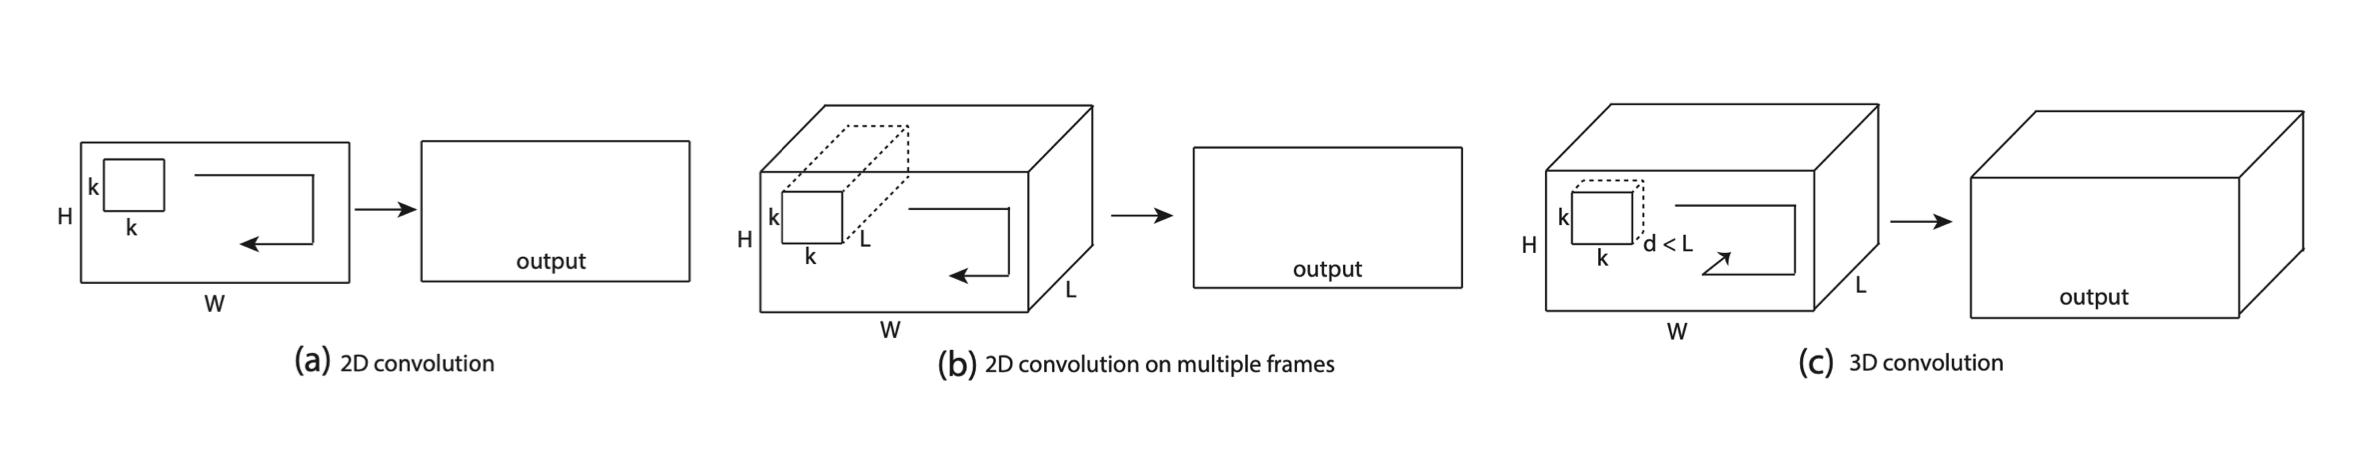 k
H
k
output
W
(a) 2D convolution
k
H
L
k
output
L
W
(b) 2D convolution on multiple frames
k
H
d < L
k
L
output
W
(c) 3D convolution